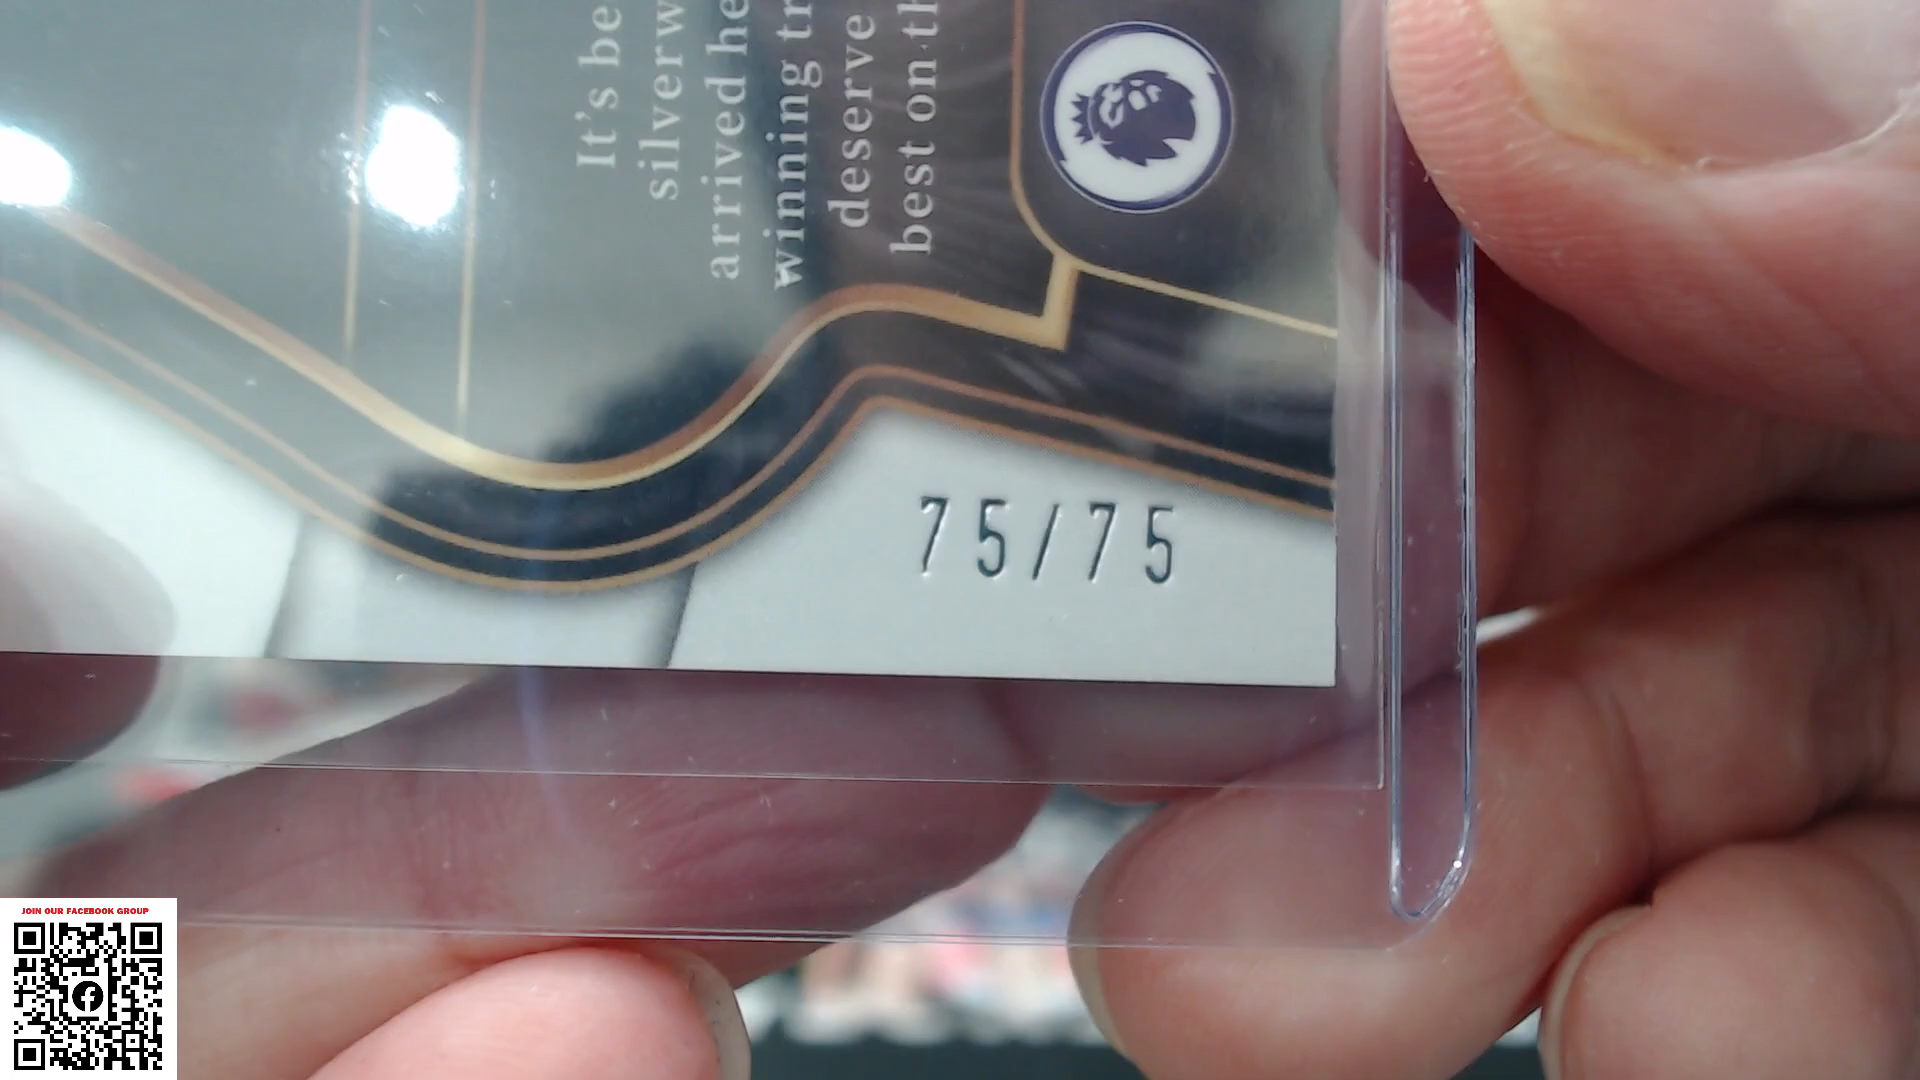 It's be
silverw
arrived he
winning tr
deserve
best on th
75/75
JOIN OUR FACEBOOK GROUP